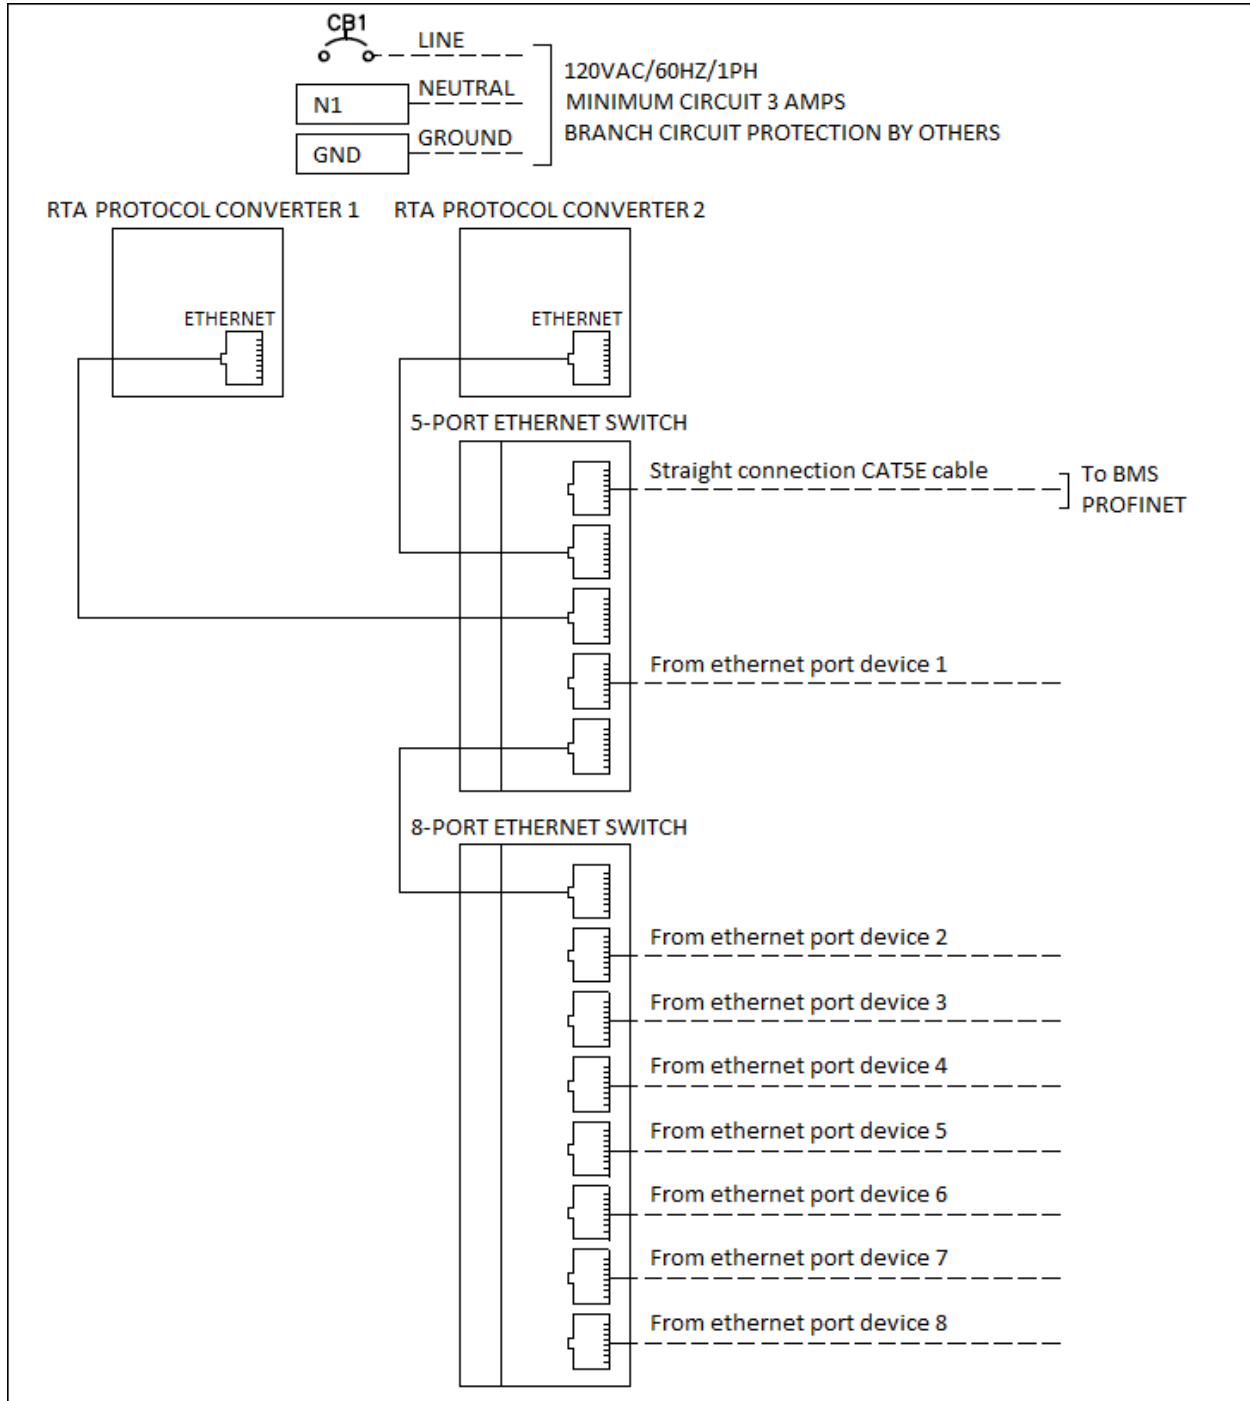 CB1
LINE
120VAC/60HZ/1PH
N1
NEUTRAL
MINIMUM CIRCUIT 3 AMPS
GND
GROUND
BRANCH CIRCUIT PROTECTION BY OTHERS
RTA PROTOCOL CONVERTER 1
RTA PROTOCOL CONVERTER 2
ETHERNET
ETHERNET
5-PORT ETHERNET SWITCH
Straight connection CAT5E cable
To BMS
PROFINET
From ethernet port device 1
8-PORT ETHERNET SWITCH
From ethernet port device 2
From ethernet port device 3
From ethernet port device 4
From ethernet port device 5
From ethernet port device 6
From ethernet port device 7
From ethernet port device 8